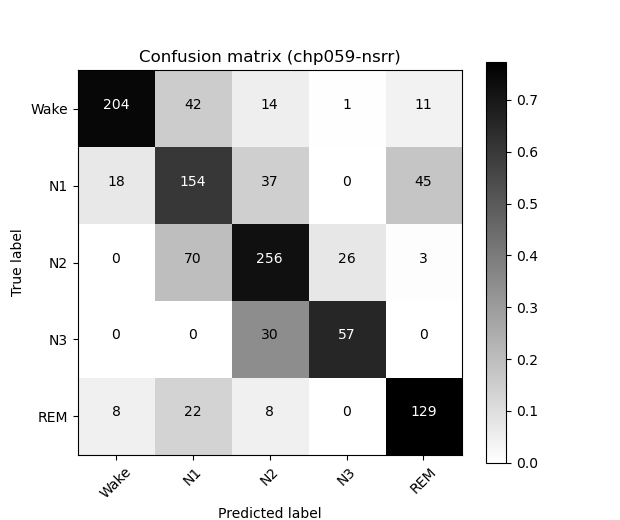 Confusion matrix (chp059-nsrr)
True label
Wake 204 42 14 1 11
N1 18 154 37 0 45
N2 0 70 256 26 3
N3 0 0 30 57 0
REM 8 22 8 0 129
Wake N1 N2 N3 REM
Predicted label
0.7
0.6
0.5
0.4
0.3
0.2
0.1
0.0